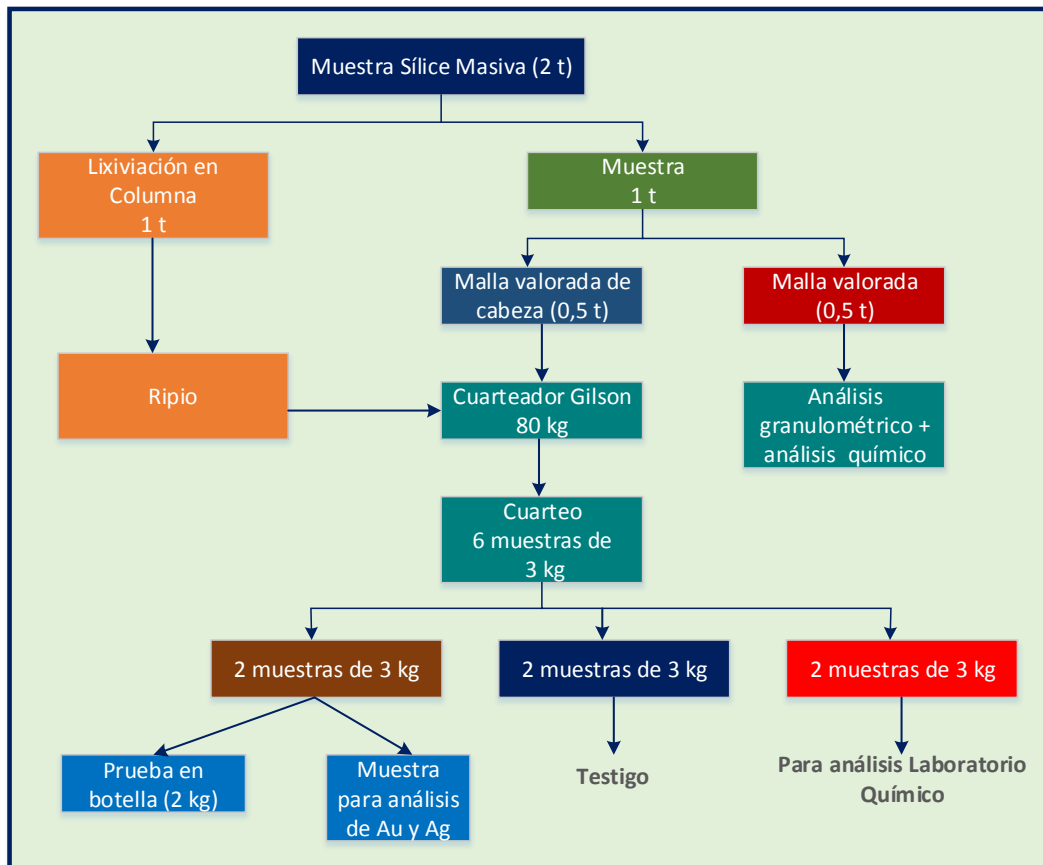 Muestra Sílice Masiva (2 t)
Lixiviación en
Columna
1 t
Muestra
1 t
Malla valorada de
cabeza (0,5 t)
Malla valorada
(0,5 t)
Ripio
Cuarteador Gilson
80 kg
Análisis
granulométrico +
análisis químico
Cuarteo
6 muestras de
3 kg
2 muestras de 3 kg
2 muestras de 3 kg
2 muestras de 3 kg
Prueba en
botella (2 kg)
Muestra
para análisis
de Au y Ag
Testigo
Para análisis Laboratorio
Químico